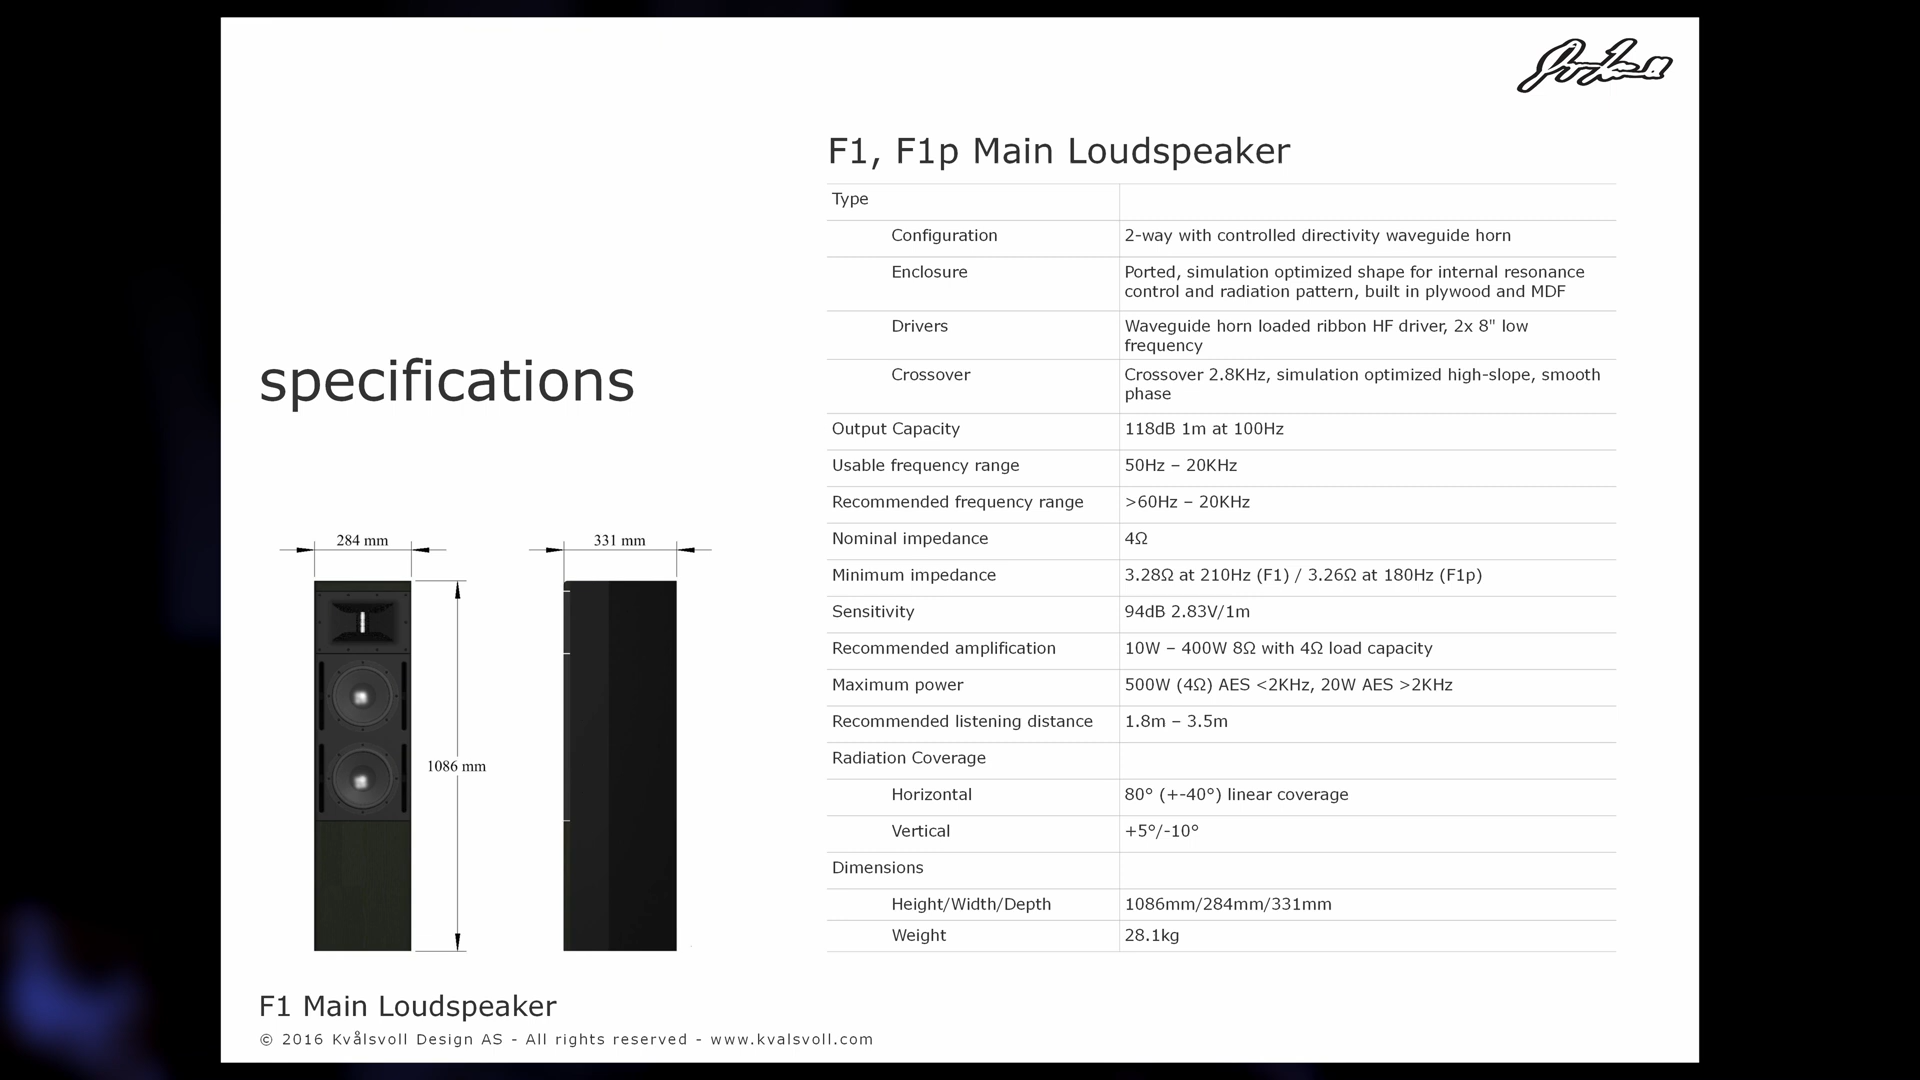 F1, F1p Main Loudspeaker
Type
Configuration 2-way with controlled directivity waveguide horn
Enclosure Ported, simulation optimized shape for internal resonance
control and radiation pattern, built in plywood and MDF
Drivers Waveguide horn loaded ribbon HF driver, 2x 8" low
frequency
Crossover Crossover 2.8KHz, simulation optimized high-slope, smooth
phase
Output Capacity 118dB 1m at 100Hz
Usable frequency range 50Hz – 20KHz
Recommended frequency range >60Hz – 20KHz
Nominal impedance 4Ω
Minimum impedance 3.28Ω at 210Hz (F1) / 3.26Ω at 180Hz (F1p)
Sensitivity 94dB 2.83V/1m
Recommended amplification 10W – 400W 8Ω with 4Ω load capacity
Maximum power 500W (4Ω) AES <2KHz, 20W AES >2KHz
Recommended listening distance 1.8m – 3.5m
Radiation Coverage
Horizontal 80° (+-40°) linear coverage
Vertical +5°/-10°
Dimensions
Height/Width/Depth 1086mm/284mm/331mm
Weight 28.1kg
specifications
284 mm
331 mm
1086 mm
F1 Main Loudspeaker
© 2016 Kvålsvoll Design AS - All rights reserved - www.kvalsvoll.com